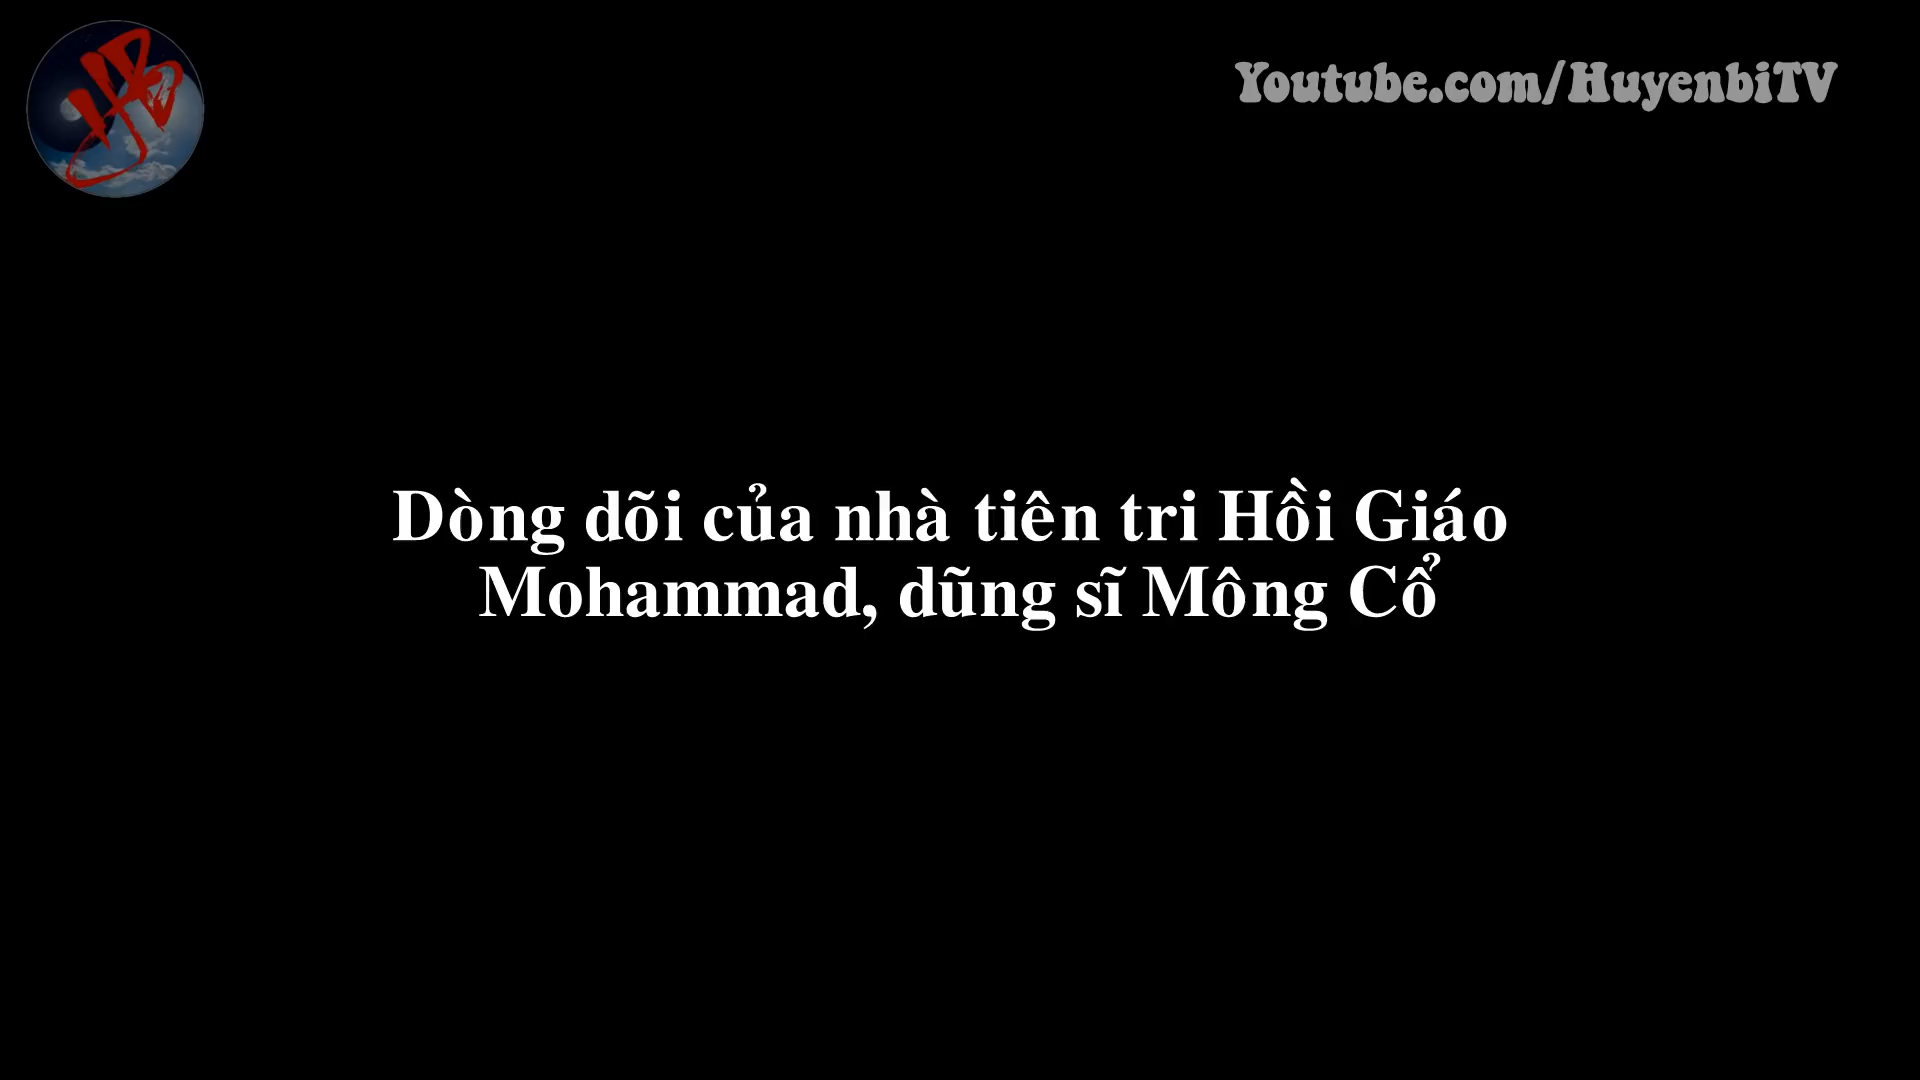 Youtube.com/HuyenbiTV
Dòng dõi của nhà tiên tri Hồi Giáo
Mohammad, dũng sĩ Mông Cổ